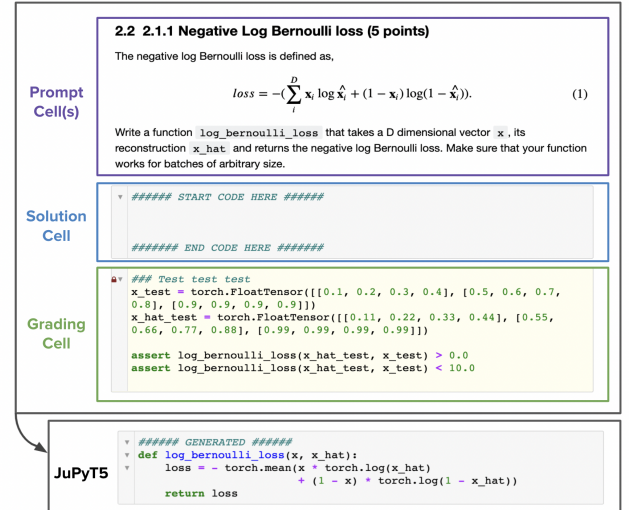 2.2 2.1.1 Negative Log Bernoulli loss (5 points)
The negative log Bernoulli loss is defined as,
loss = −(∑_i^D x_i log x̂_i + (1 − x_i) log(1 − x̂_i)). (1)
Prompt
Cell(s)
Write a function log_bernoulli_loss that takes a D dimensional vector x , its
reconstruction x_hat and returns the negative log Bernoulli loss. Make sure that your function
works for batches of arbitrary size.
Solution
Cell
###### START CODE HERE ######
####### END CODE HERE #######
Grading
Cell
### Test test test
x_test = torch.FloatTensor([[0.1, 0.2, 0.3, 0.4], [0.5, 0.6, 0.7,
0.8], [0.9, 0.9, 0.9, 0.9]])
x_hat_test = torch.FloatTensor([[0.11, 0.22, 0.33, 0.44], [0.55,
0.66, 0.77, 0.88], [0.99, 0.99, 0.99, 0.99]])
assert log_bernoulli_loss(x_hat_test, x_test) > 0.0
assert log_bernoulli_loss(x_hat_test, x_test) < 10.0
JuPyT5
###### GENERATED ######
def log_bernoulli_loss(x, x_hat):
loss = - torch.mean(x * torch.log(x_hat)
+ (1 - x) * torch.log(1 - x_hat))
return loss